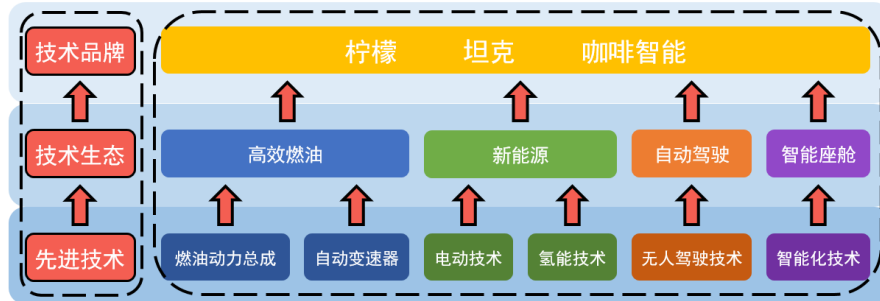 技术品牌
柠檬 坦克 咖啡智能
技术生态
高效燃油
新能源
自动驾驶
智能座舱
先进技术
燃油动力总成
自动变速器
电动技术
氢能技术
无人驾驶技术
智能化技术